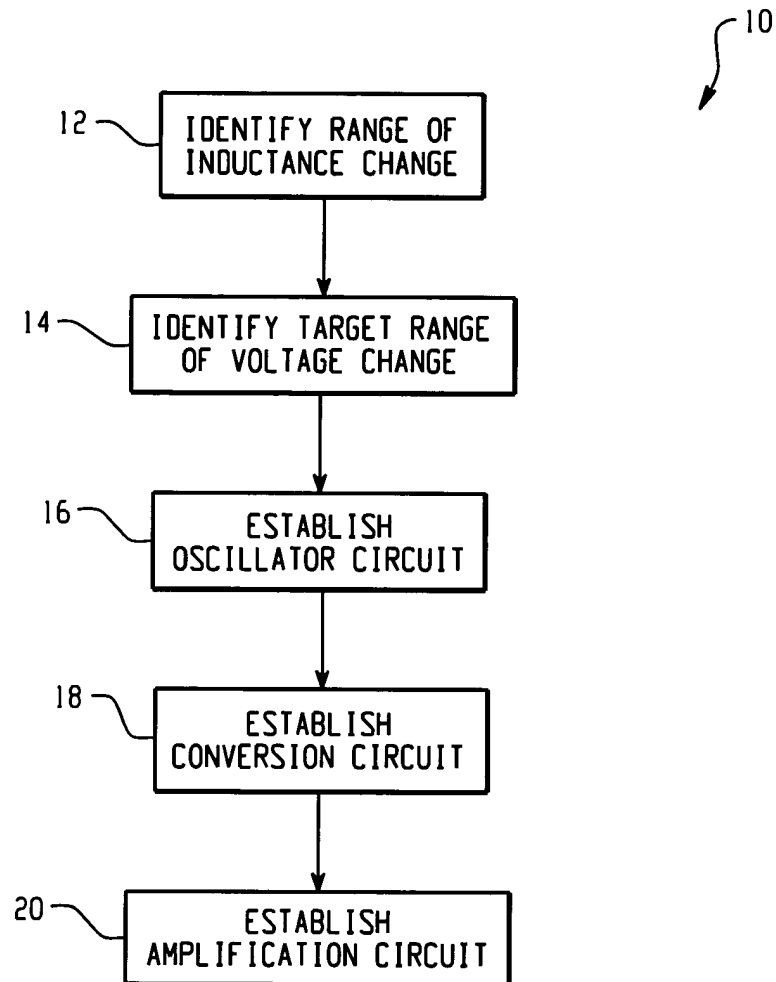 10
12
IDENTIFY RANGE OF
INDUCTANCE CHANGE
14
IDENTIFY TARGET RANGE
OF VOLTAGE CHANGE
16
ESTABLISH
OSCILLATOR CIRCUIT
18
ESTABLISH
CONVERSION CIRCUIT
20
ESTABLISH
AMPLIFICATION CIRCUIT